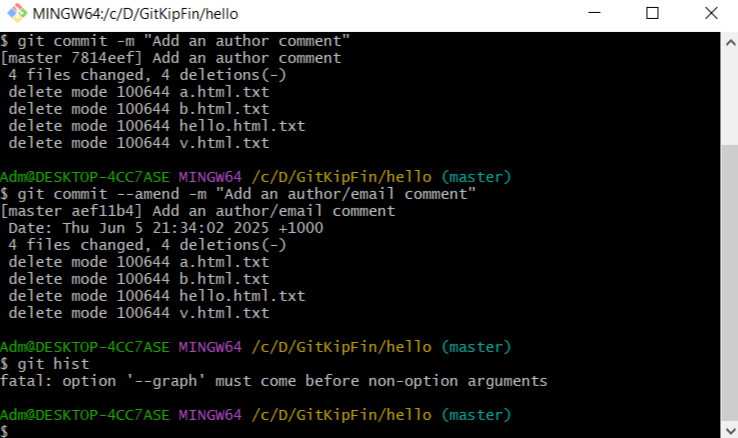 MINGW64:/c/D/GitKipFin/hello
$ git commit -m "Add an author comment"
[master 7814eef] Add an author comment
 4 files changed, 4 deletions(-)
 delete mode 100644 a.html.txt
 delete mode 100644 b.html.txt
 delete mode 100644 hello.html.txt
 delete mode 100644 v.html.txt
Adm@DESKTOP-4CC7ASE MINGW64 /c/D/GitKipFin/hello (master)
$ git commit --amend -m "Add an author/email comment"
[master aef11b4] Add an author/email comment
 Date: Thu Jun 5 21:34:02 2025 +1000
 4 files changed, 4 deletions(-)
 delete mode 100644 a.html.txt
 delete mode 100644 b.html.txt
 delete mode 100644 hello.html.txt
 delete mode 100644 v.html.txt
Adm@DESKTOP-4CC7ASE MINGW64 /c/D/GitKipFin/hello (master)
$ git hist
fatal: option '--graph' must come before non-option arguments
Adm@DESKTOP-4CC7ASE MINGW64 /c/D/GitKipFin/hello (master)
$